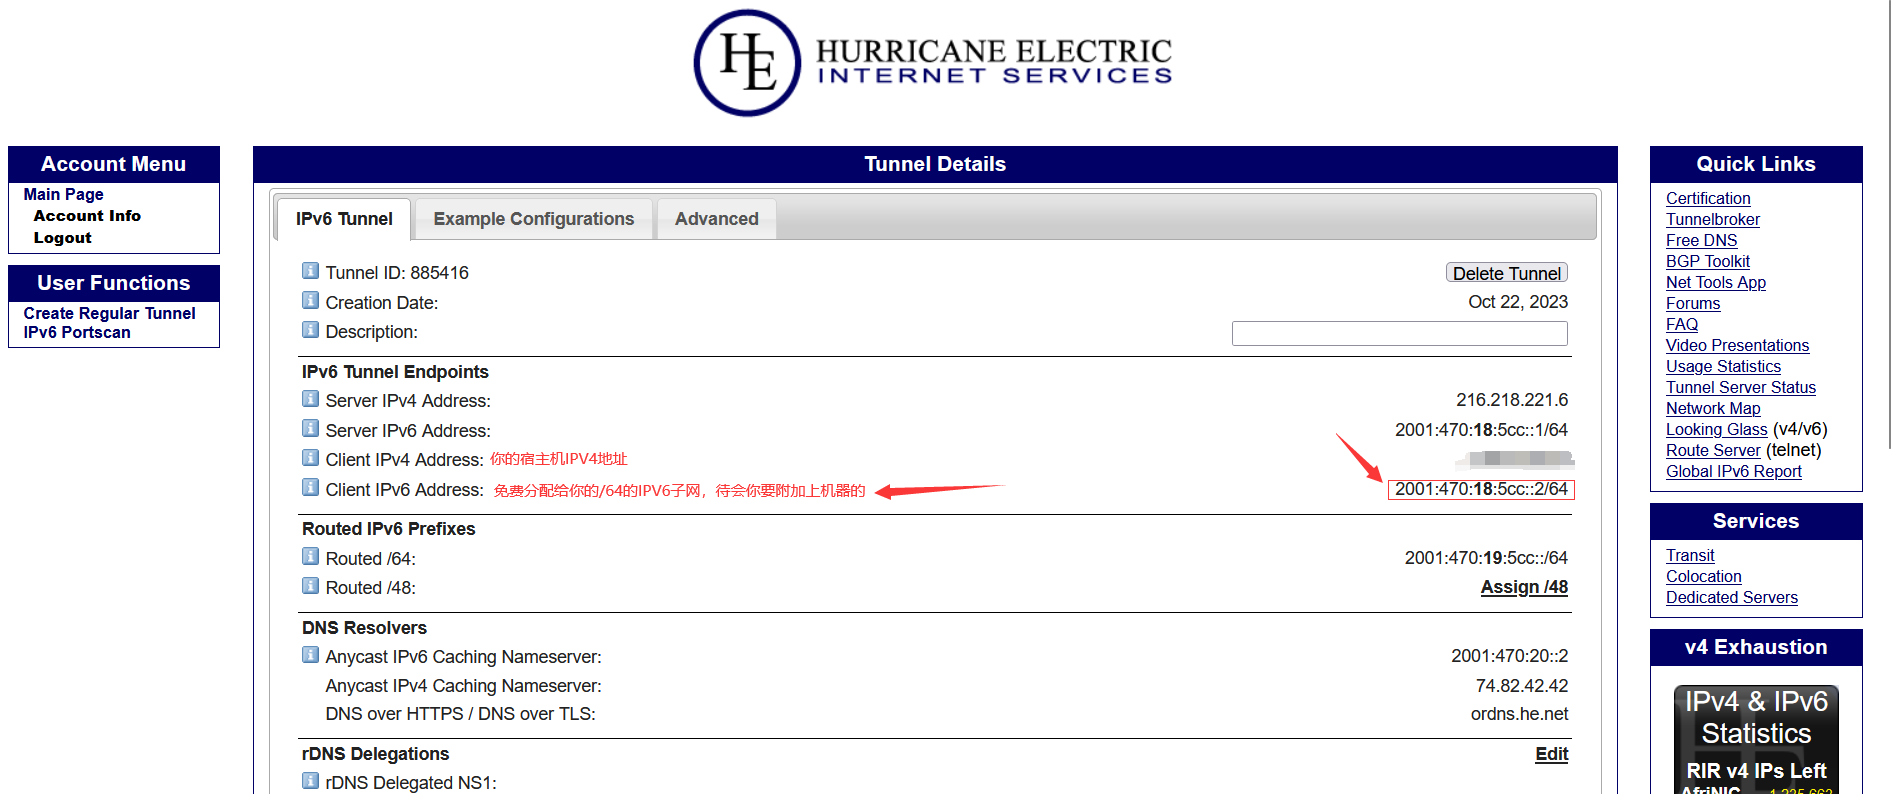 HE
HURRICANE ELECTRIC
INTERNET SERVICES
Account Menu
Main Page
Account Info
Logout
User Functions
Create Regular Tunnel
IPv6 Portscan
Tunnel Details
IPv6 Tunnel Example Configurations Advanced
Tunnel ID: 885416 Delete Tunnel
Creation Date: Oct 22, 2023
Description:
IPv6 Tunnel Endpoints
Server IPv4 Address: 216.218.221.6
Server IPv6 Address: 2001:470:18:5cc::1/64
Client IPv4 Address: 你的宿主机IPV4地址
Client IPv6 Address: 免费分配给你的/64的IPV6子网，待会你要附加上机器的 2001:470:18:5cc::2/64
Routed IPv6 Prefixes
Routed /64: 2001:470:19:5cc::/64
Routed /48: Assign /48
DNS Resolvers
Anycast IPv6 Caching Nameserver: 2001:470:20::2
Anycast IPv4 Caching Nameserver: 74.82.42.42
DNS over HTTPS / DNS over TLS: ordns.he.net
rDNS Delegations Edit
rDNS Delegated NS1:
Quick Links
Certification
Tunnelbroker
Free DNS
BGP Toolkit
Net Tools App
Forums
FAQ
Video Presentations
Usage Statistics
Tunnel Server Status
Network Map
Looking Glass (v4/v6)
Route Server (telnet)
Global IPv6 Report
Services
Transit
Colocation
Dedicated Servers
v4 Exhaustion
IPv4 & IPv6
Statistics
RIR v4 IPs Left
AfriNIC